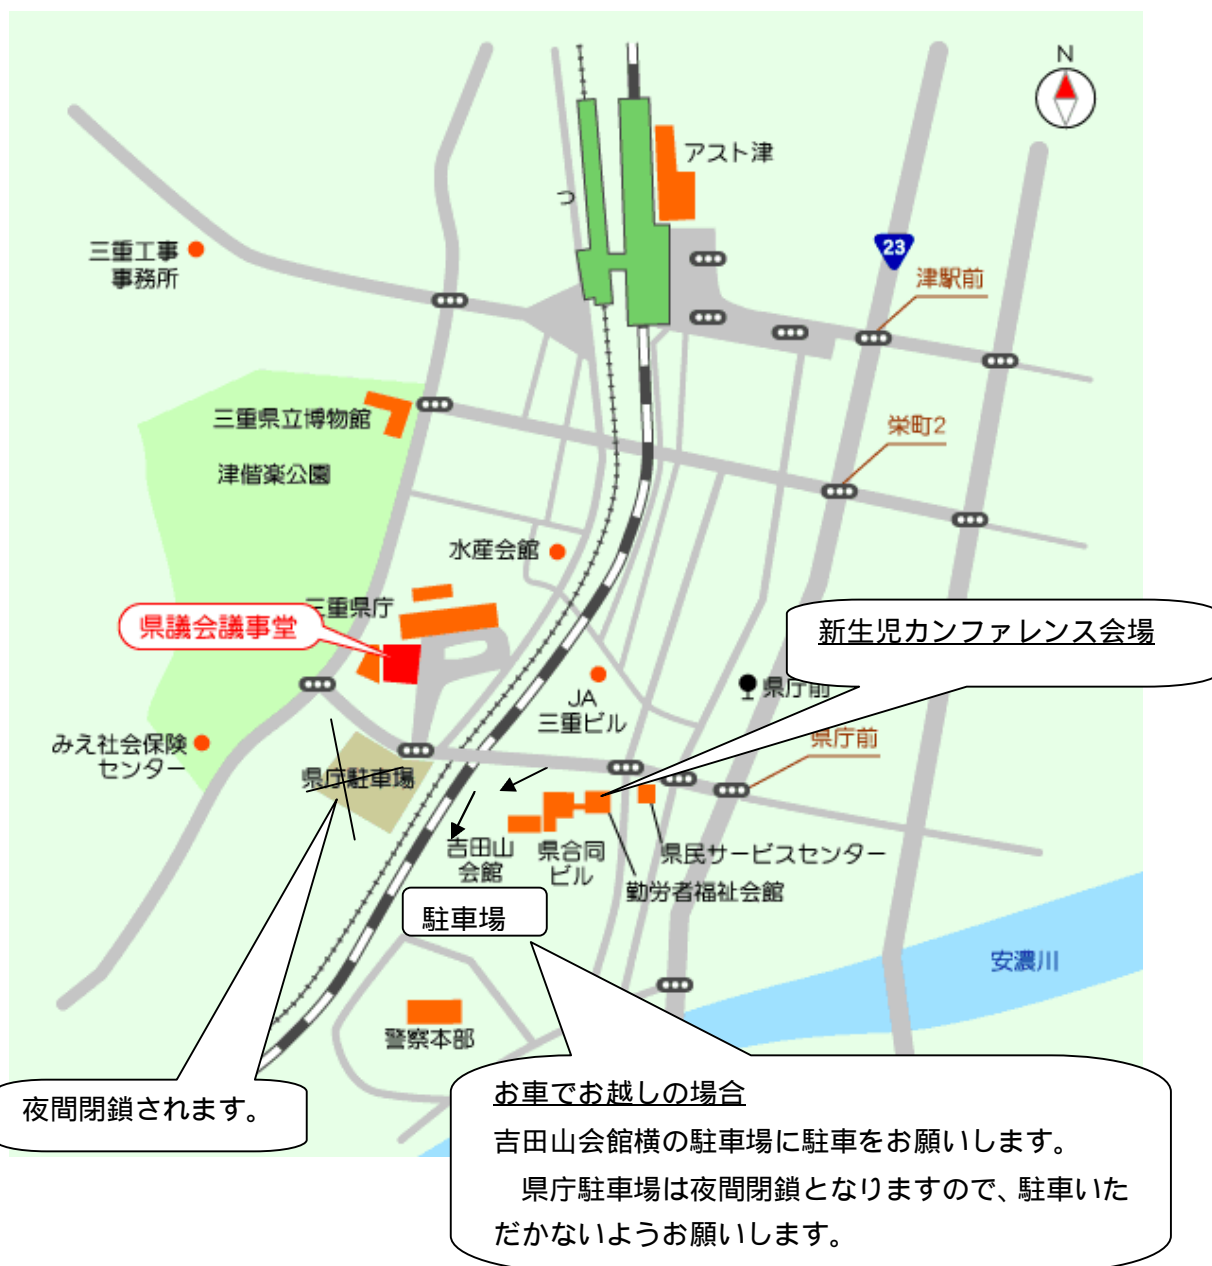 N
アスト津
つ
三重工事
事務所
23
津駅前
三重県立博物館
栄町2
津偕楽公園
水産会館
三重県庁
県議会議事堂
新生児カンファレンス会場
県庁前
JA
三重ビル
みえ社会保険
センター
県庁前
県庁駐車場
吉田山
会館
県合同
ビル
県民サービスセンター
勤労者福祉会館
駐車場
安濃川
警察本部
夜間閉鎖されます。
お車でお越しの場合
吉田山会館横の駐車場に駐車をお願いします。
県庁駐車場は夜間閉鎖となりますので、駐車いた
だかないようお願いします。